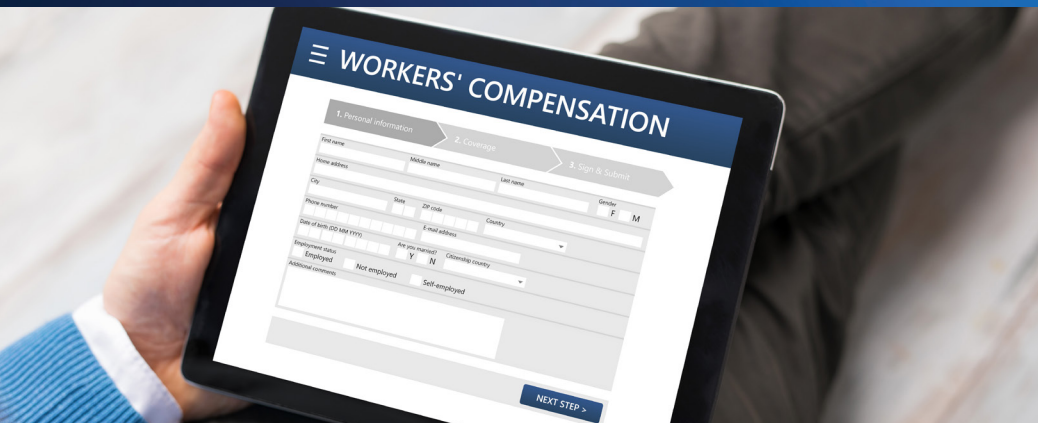 ☰ WORKERS' COMPENSATION
1. Personal information 2. Coverage 3. Sign & Submit
First name Middle name Last name Gender
F M
Home address
City State ZIP code Country
Phone number E-mail address
Date of birth (DD MM YYYY) Are you married? Citizenship country
Y N
Employment status
Employed Not employed Self-employed
Additional comments
NEXT STEP >